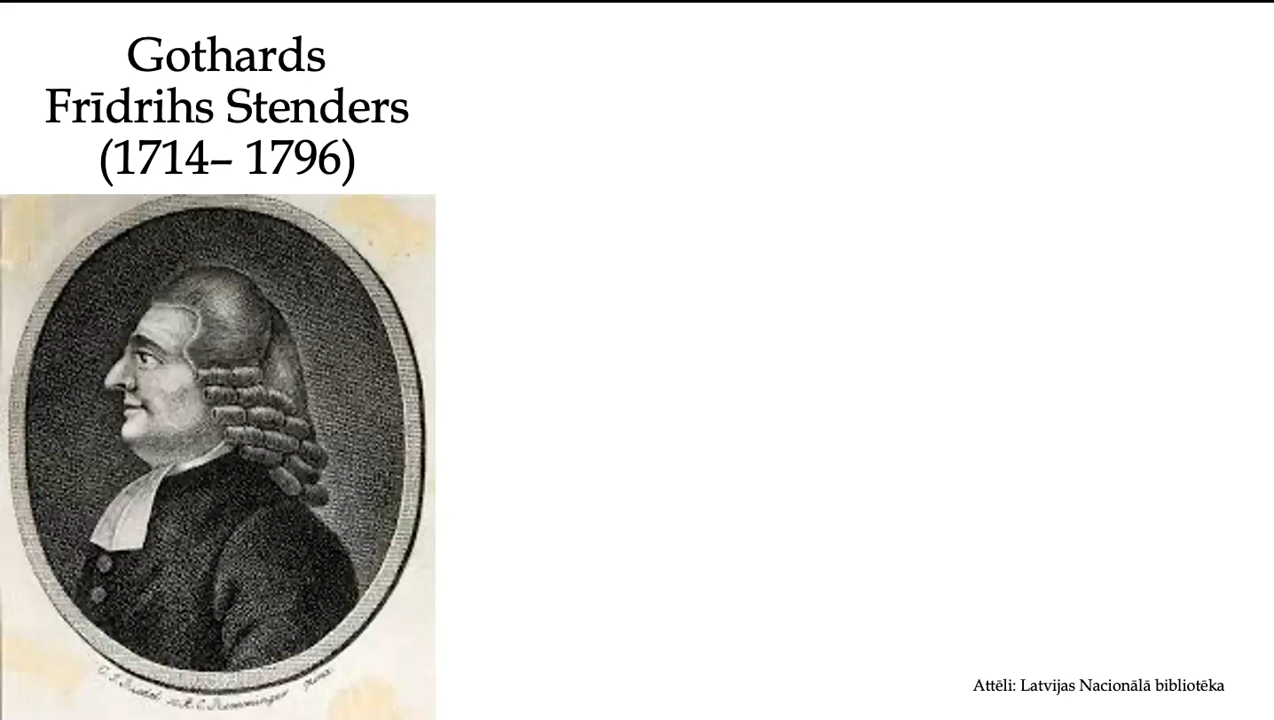 Gothards
Frīdrihs Stenders
(1714– 1796)
Attēli: Latvijas Nacionālā bibliotēka